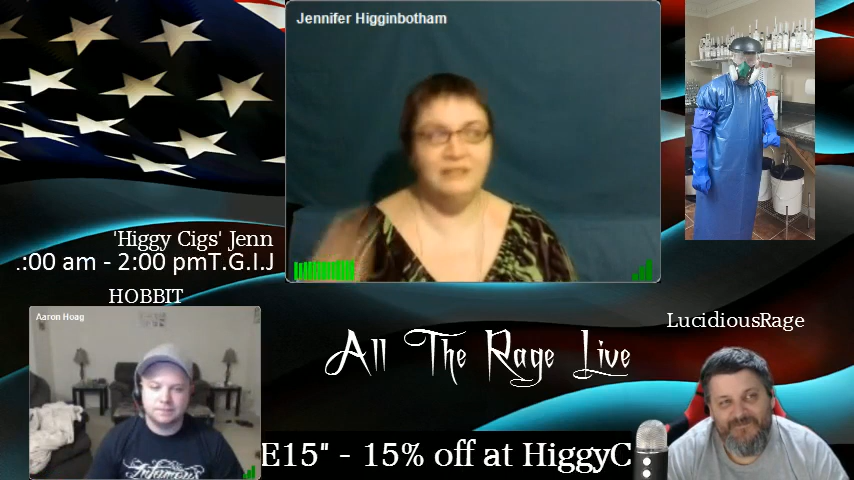 Jennifer Higginbotham
'Higgy Cigs' Jenn
:00 am - 2:00 pmT.G.I.J
HOBBIT
Aaron Hoag
LucidiousRage
All The Rage Live
E15" - 15% off at HiggyC
Infamous